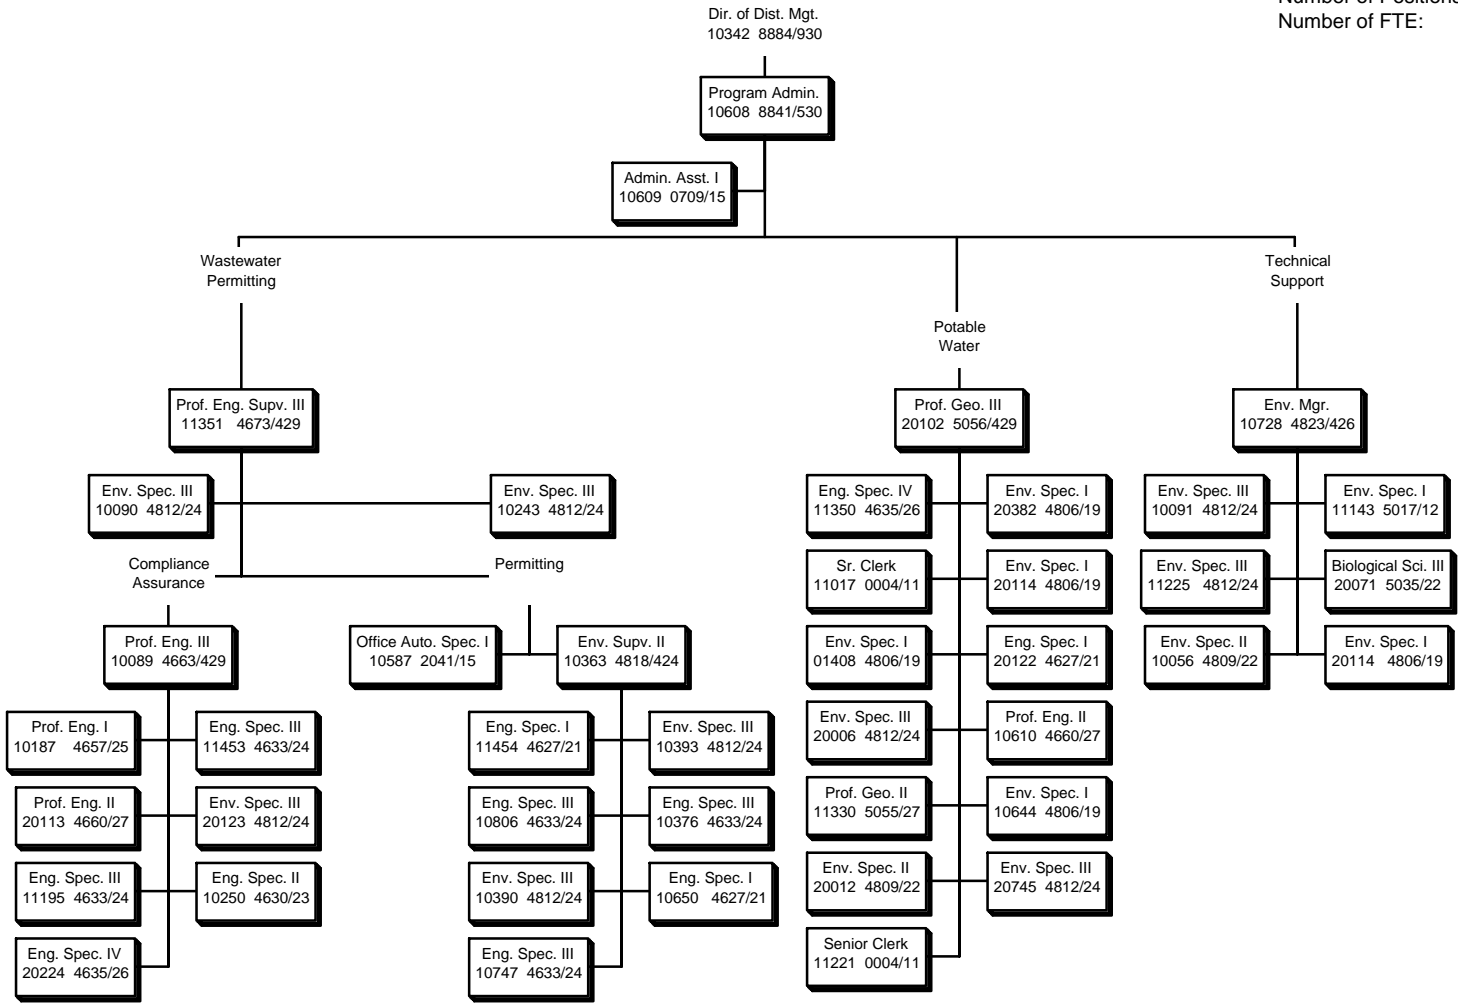 Number of Positions
Number of FTE:
Dir. of Dist. Mgt.
10342 8884/930
Program Admin.
10608 8841/530
Admin. Asst. I
10609 0709/15
Wastewater
Permitting
Technical
Support
Potable
Water
Prof. Eng. Supv. III
11351 4673/429
Prof. Geo. III
20102 5056/429
Env. Mgr.
10728 4823/426
Env. Spec. III
10090 4812/24
Env. Spec. III
10243 4812/24
Eng. Spec. IV
11350 4635/26
Env. Spec. I
20382 4806/19
Env. Spec. III
10091 4812/24
Env. Spec. I
11143 5017/12
Compliance
Assurance
Permitting
Sr. Clerk
11017 0004/11
Env. Spec. I
20114 4806/19
Env. Spec. III
11225 4812/24
Biological Sci. III
20071 5035/22
Prof. Eng. III
10089 4663/429
Office Auto. Spec. I
10587 2041/15
Env. Supv. II
10363 4818/424
Env. Spec. I
01408 4806/19
Eng. Spec. I
20122 4627/21
Env. Spec. II
10056 4809/22
Env. Spec. I
20114 4806/19
Prof. Eng. I
10187 4657/25
Eng. Spec. III
11453 4633/24
Eng. Spec. I
11454 4627/21
Env. Spec. III
10393 4812/24
Env. Spec. III
20006 4812/24
Prof. Eng. II
10610 4660/27
Prof. Eng. II
20113 4660/27
Env. Spec. III
20123 4812/24
Eng. Spec. III
10806 4633/24
Eng. Spec. III
10376 4633/24
Prof. Geo. II
11330 5055/27
Env. Spec. I
10644 4806/19
Eng. Spec. III
11195 4633/24
Eng. Spec. II
10250 4630/23
Env. Spec. III
10390 4812/24
Eng. Spec. I
10650 4627/21
Env. Spec. II
20012 4809/22
Env. Spec. III
20745 4812/24
Eng. Spec. IV
20224 4635/26
Eng. Spec. III
10747 4633/24
Senior Clerk
11221 0004/11